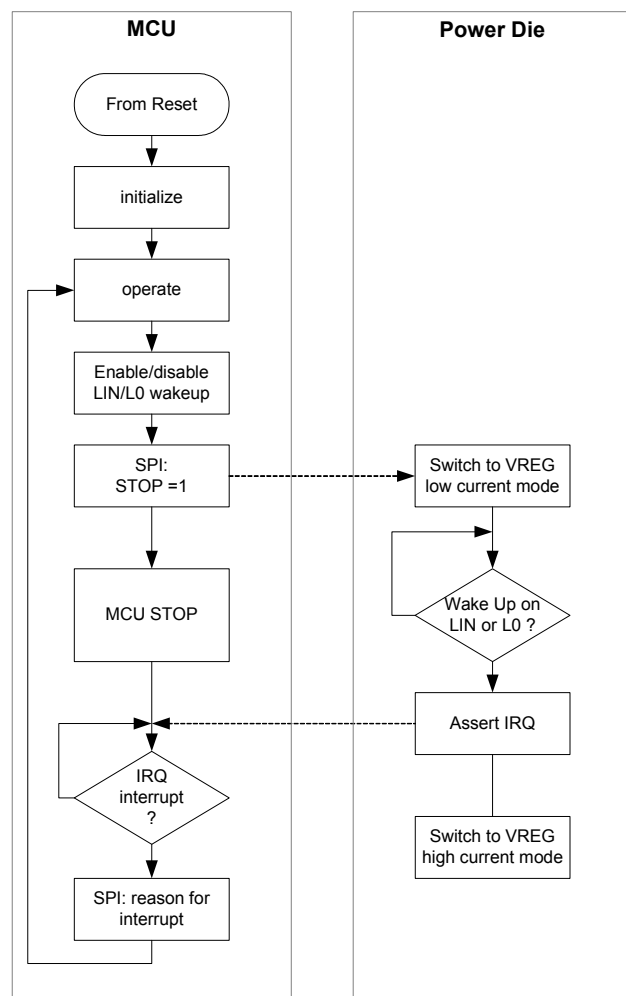 MCU
From Reset
initialize
operate
Enable/disable
LIN/L0 wakeup
SPI:
STOP =1
MCU STOP
IRQ
interrupt
?
SPI: reason for
interrupt
Power Die
Switch to VREG
low current mode
Wake Up on
LIN or L0 ?
Assert IRQ
Switch to VREG
high current mode